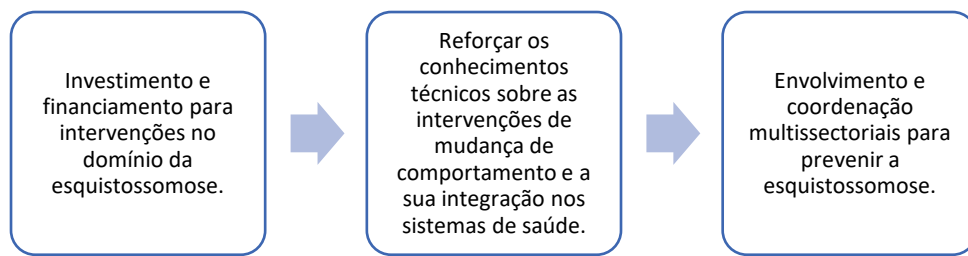 Investimento e
financiamento para
intervenções no
domínio da
esquistossomose.
Reforçar os
conhecimentos
técnicos sobre as
intervenções de
mudança de
comportamento e a
sua integração nos
sistemas de saúde.
Envolvimento e
coordenação
multissectoriais para
prevenir a
esquistossomose.